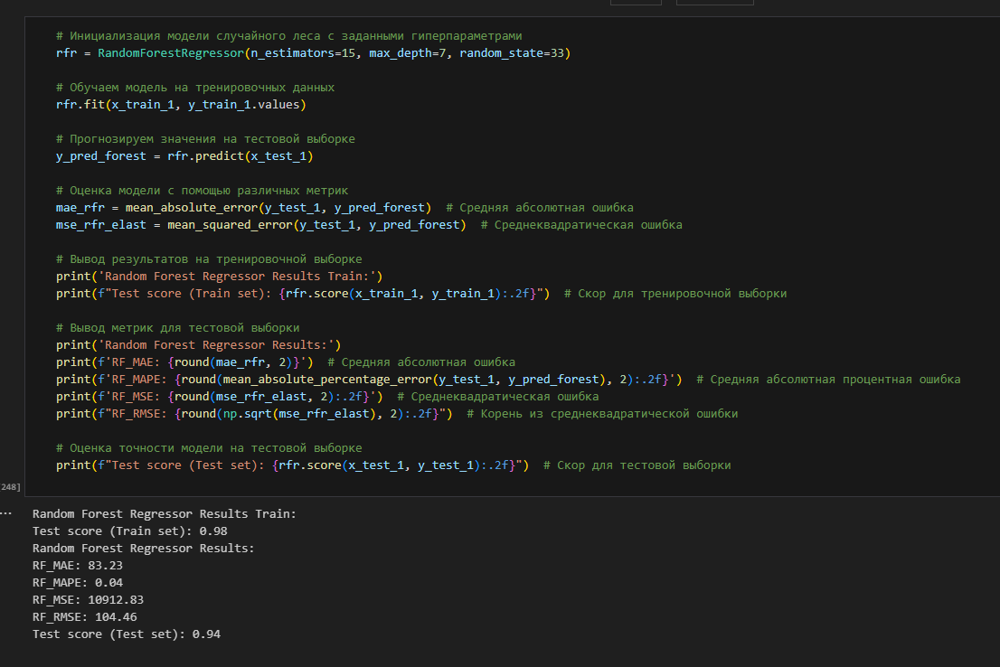 # Инициализация модели случайного леса с заданными гиперпараметрами
rfr = RandomForestRegressor(n_estimators=15, max_depth=7, random_state=33)
# Обучаем модель на тренировочных данных
rfr.fit(x_train_1, y_train_1.values)
# Прогнозируем значения на тестовой выборке
y_pred_forest = rfr.predict(x_test_1)
# Оценка модели с помощью различных метрик
mae_rfr = mean_absolute_error(y_test_1, y_pred_forest)  # Средняя абсолютная ошибка
mse_rfr_elast = mean_squared_error(y_test_1, y_pred_forest)  # Среднеквадратическая ошибка
# Вывод результатов на тренировочной выборке
print('Random Forest Regressor Results Train:')
print(f"Test score (Train set): {rfr.score(x_train_1, y_train_1):.2f}")  # Скор для тренировочной выборки
# Вывод метрик для тестовой выборки
print('Random Forest Regressor Results:')
print(f'RF_MAE: {round(mae_rfr, 2)}')  # Средняя абсолютная ошибка
print(f'RF_MAPE: {round(mean_absolute_percentage_error(y_test_1, y_pred_forest), 2):.2f}')  # Средняя абсолютная процентная ошибка
print(f'RF_MSE: {round(mse_rfr_elast, 2):.2f}')  # Среднеквадратическая ошибка
print(f"RF_RMSE: {round(np.sqrt(mse_rfr_elast), 2):.2f}")  # Корень из среднеквадратической ошибки
# Оценка точности модели на тестовой выборке
print(f"Test score (Test set): {rfr.score(x_test_1, y_test_1):.2f}")  # Скор для тестовой выборки
248]
...
Random Forest Regressor Results Train:
Test score (Train set): 0.98
Random Forest Regressor Results:
RF_MAE: 83.23
RF_MAPE: 0.04
RF_MSE: 10912.83
RF_RMSE: 104.46
Test score (Test set): 0.94